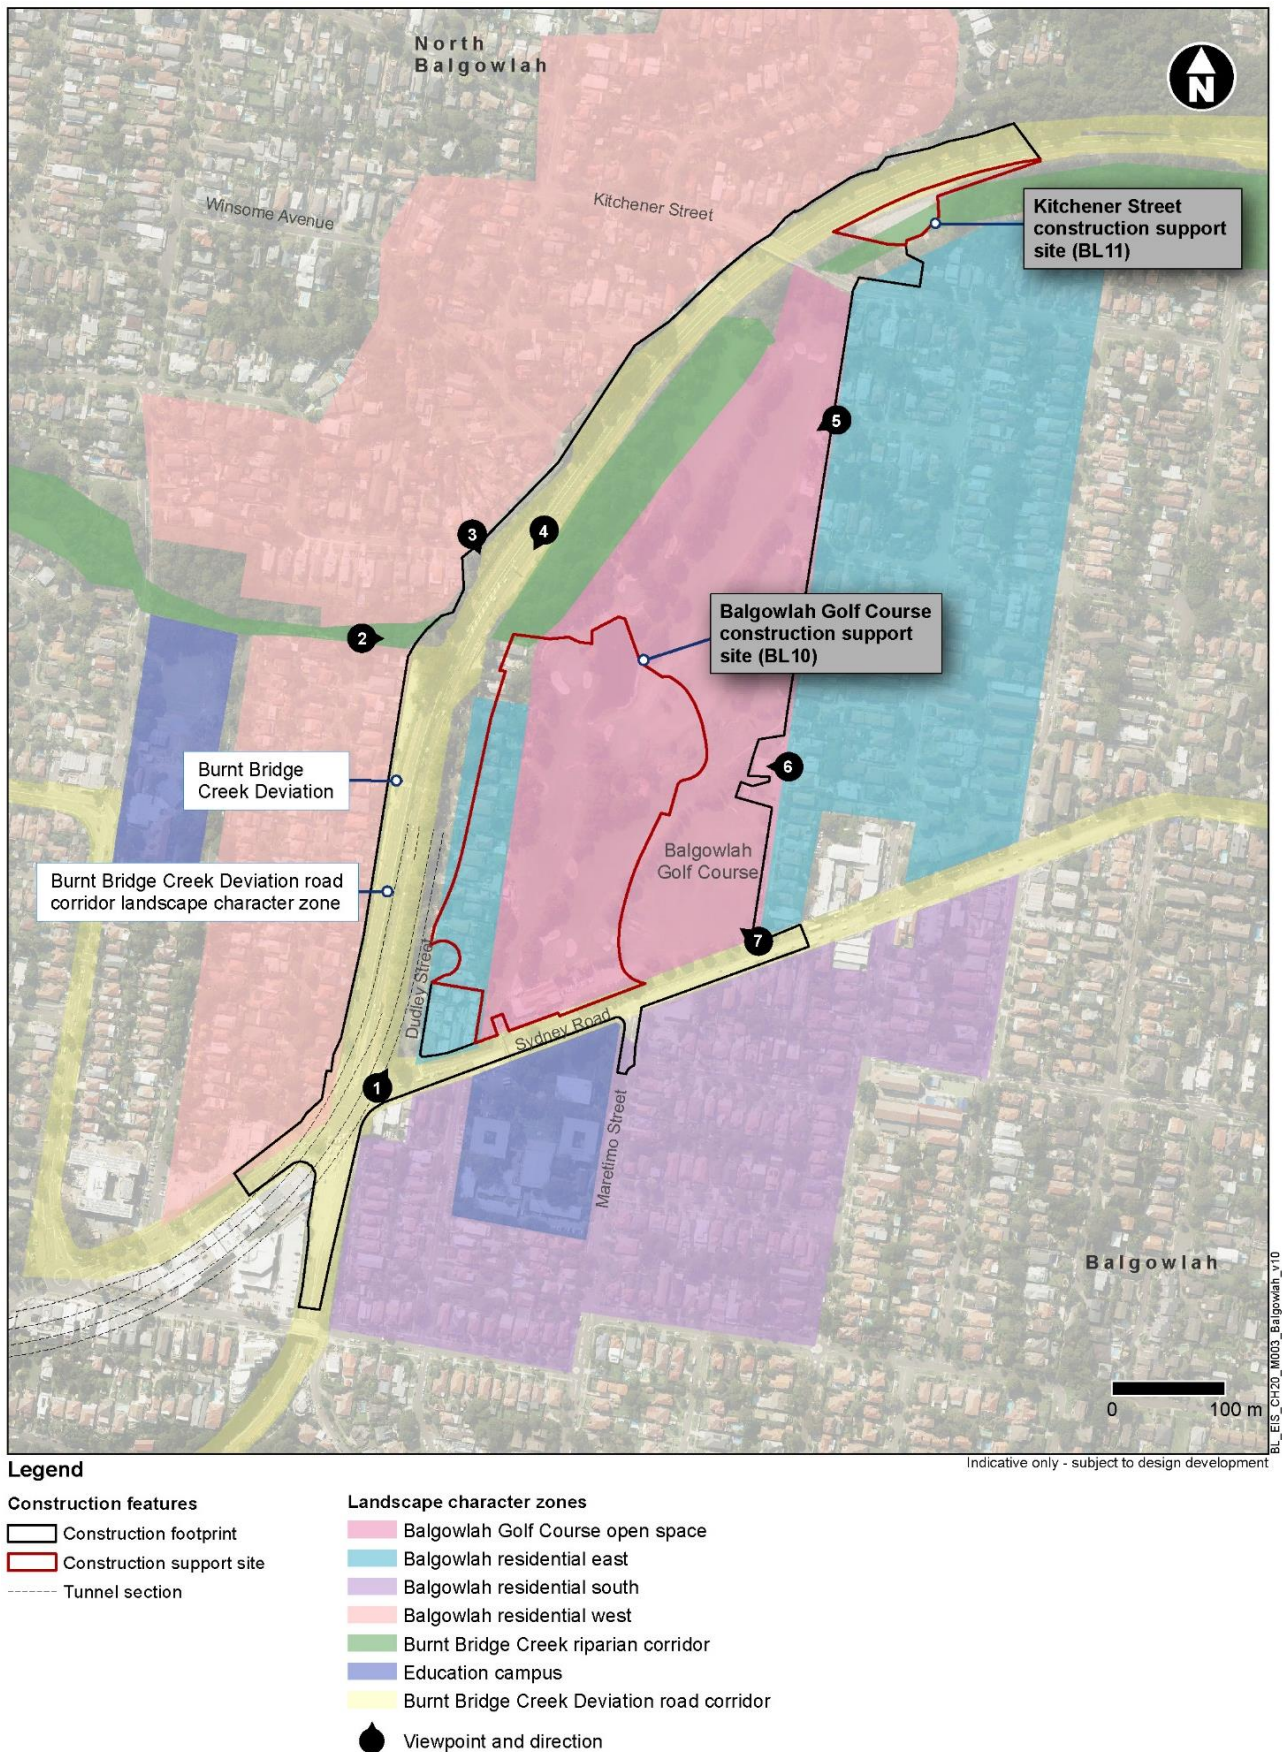 North
Balgowlah
N
Winsome Avenue
Kitchener Street
Kitchener Street
construction support
site (BL11)
5
3
4
2
Balgowlah Golf Course
construction support
site (BL10)
Burnt Bridge
Creek Deviation
6
Burnt Bridge Creek Deviation road
corridor landscape character zone
Balgowlah
Golf Course
7
Dudley Street
Sydney Road
1
Maretimo Street
Balgowlah
0 100 m
BL_EIS_CH20_M003_Balgowlah_v10
Indicative only - subject to design development
Legend
Construction features
Construction footprint
Construction support site
Tunnel section
Landscape character zones
Balgowlah Golf Course open space
Balgowlah residential east
Balgowlah residential south
Balgowlah residential west
Burnt Bridge Creek riparian corridor
Education campus
Burnt Bridge Creek Deviation road corridor
Viewpoint and direction